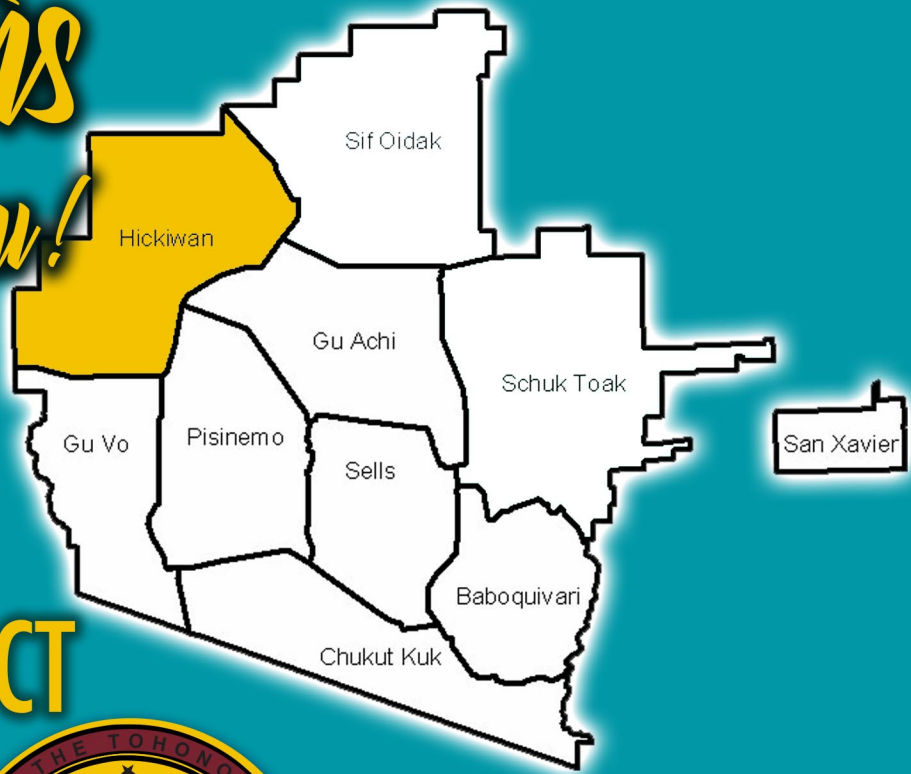 Sif Oidak
Hickiwan
Gu Achi
Schuk Toak
Gu Vo
Pisinemo
San Xavier
Sells
Baboquivari
Chukut Kuk
CT
THE TOHONO